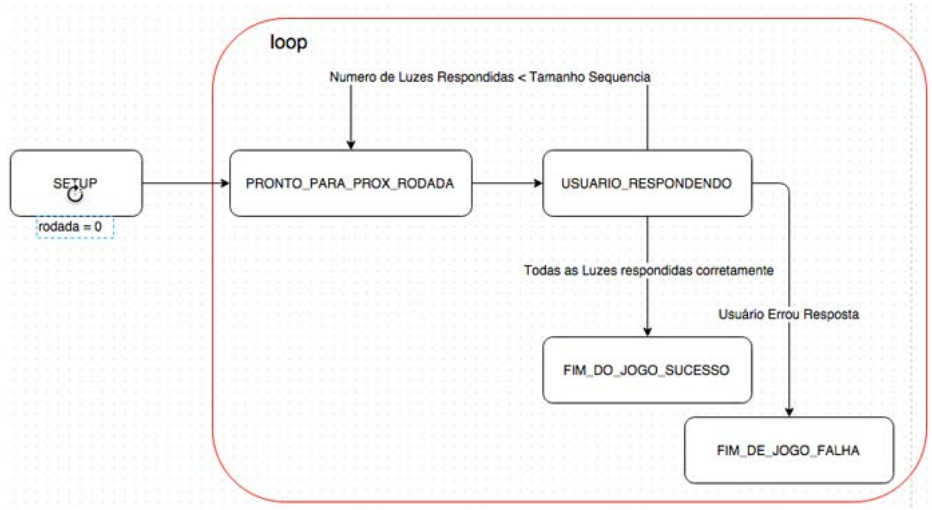 loop
Numero de Luzes Respondidas < Tamanho Sequencia
SETUP
PRONTO_PARA_PROX_RODADA
USUARIO_RESPONDENDO
rodada = 0
Todas as Luzes respondidas corretamente
Usuário Errou Resposta
FIM_DO_JOGO_SUCESSO
FIM_DE_JOGO_FALHA